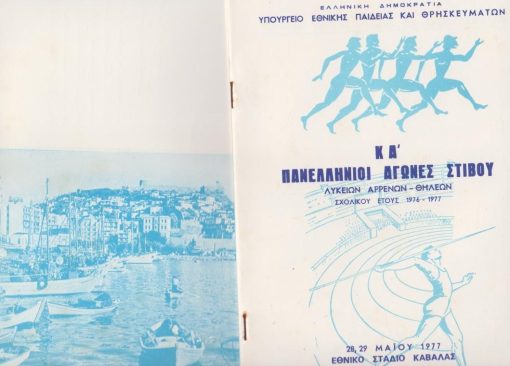 ΕΛΛΗΝΙΚΗ ΔΗΜΟΚΡΑΤΙΑ
ΥΠΟΥΡΓΕΙΟ ΕΘΝΙΚΗΣ ΠΑΙΔΕΙΑΣ ΚΑΙ ΘΡΗΣΚΕΥΜΑΤΩΝ
ΚΑ'
ΠΑΝΕΛΛΗΝΙΟΙ ΑΓΩΝΕΣ ΣΤΙΒΟΥ
ΛΥΚΕΙΩΝ ΑΡΡΕΝΩΝ - ΘΗΛΕΩΝ
ΣΧΟΛΙΚΟΥ ΕΤΟΥΣ 1976 - 1977
28, 29 ΜΑΪΟΥ 1977
ΕΘΝΙΚΟ ΣΤΑΔΙΟ ΚΑΒΑΛΑΣ